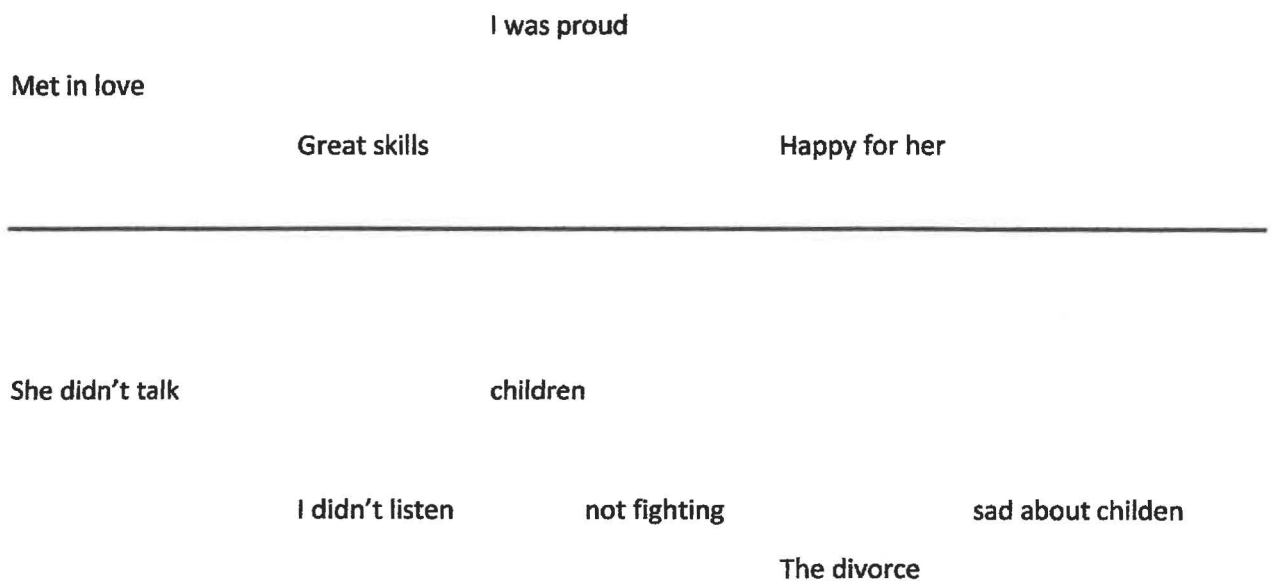 I was proud
Met in love
Great skills Happy for her
She didn't talk children
I didn't listen not fighting sad about childen
The divorce